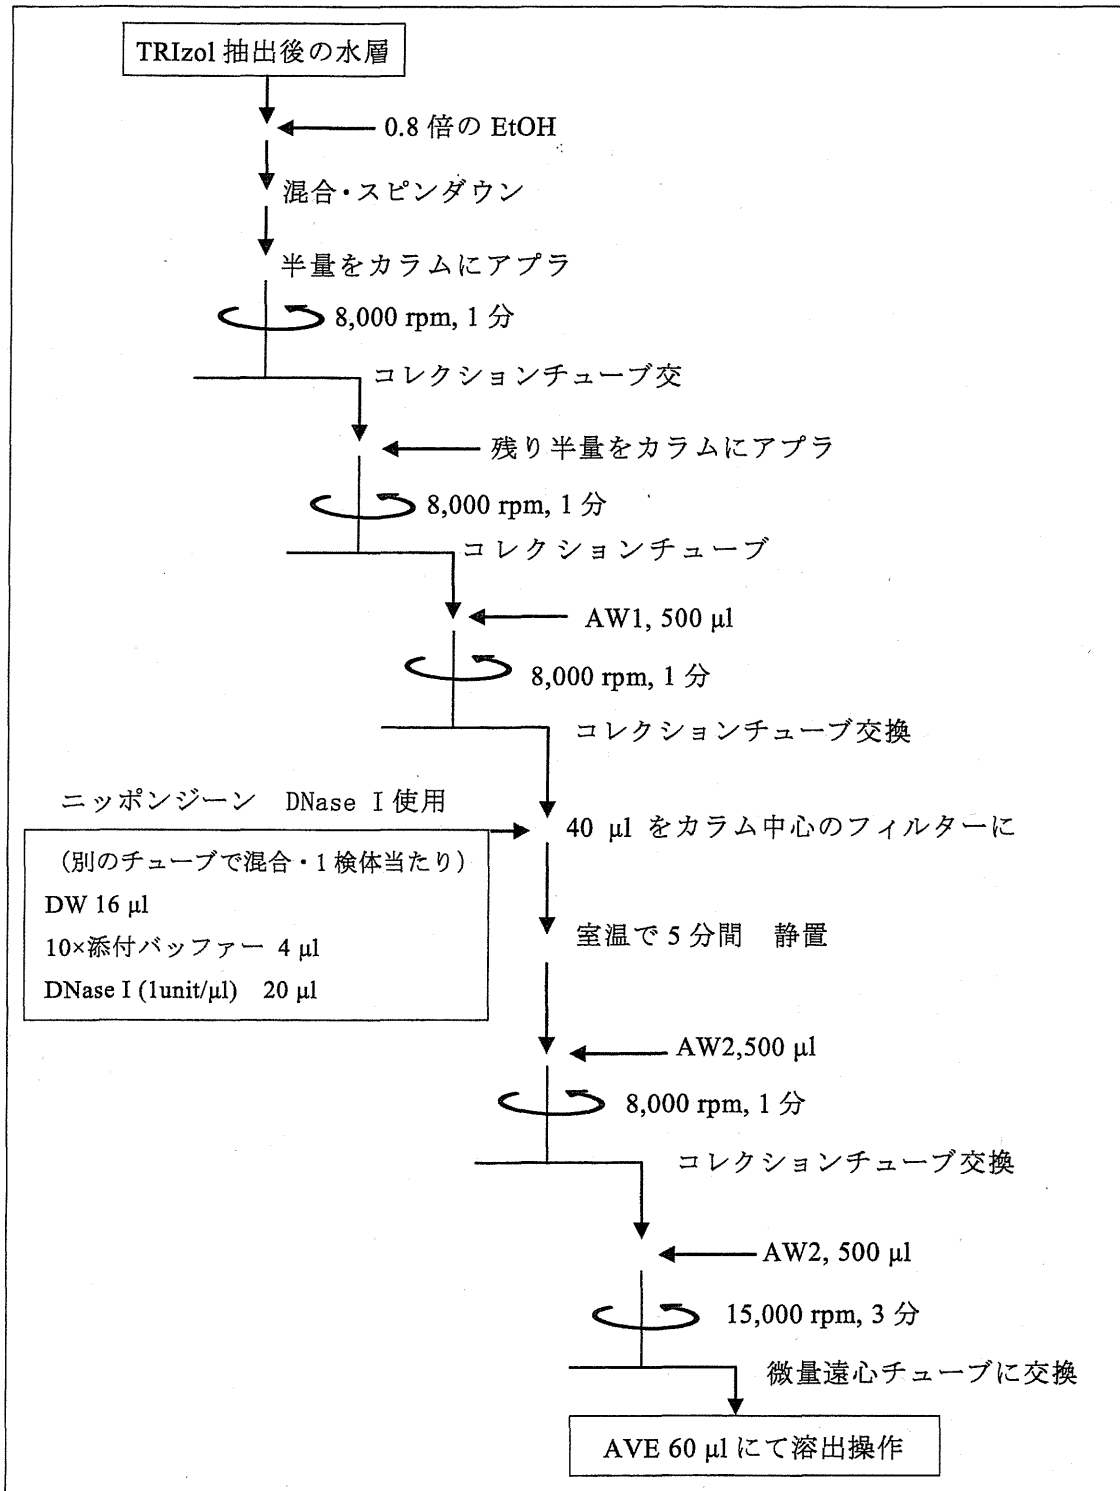 TRIzol 抽出後の水層
0.8 倍の EtOH
混合・スピンダウン
半量をカラムにアプラ
8,000 rpm, 1 分
コレクションチューブ交
残り半量をカラムにアプラ
8,000 rpm, 1 分
コレクションチューブ
AW1, 500 μl
8,000 rpm, 1 分
コレクションチューブ交換
ニッポンジーン　DNase I 使用
40 μl をカラム中心のフィルターに
（別のチューブで混合・1 検体当たり）
DW 16 μl
10×添付バッファー 4 μl
DNase I (1unit/μl) 20 μl
室温で 5 分間　静置
AW2,500 μl
8,000 rpm, 1 分
コレクションチューブ交換
AW2, 500 μl
15,000 rpm, 3 分
微量遠心チューブに交換
AVE 60 μl にて溶出操作